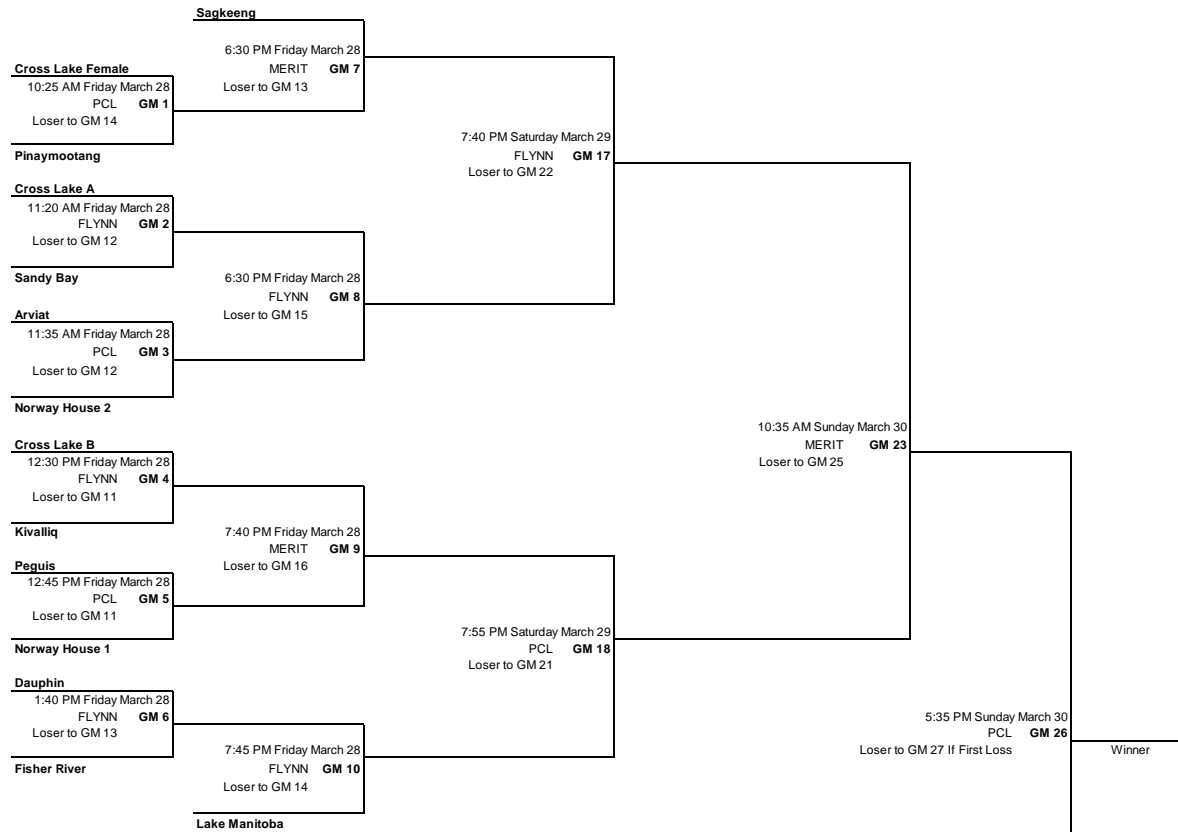 Sagkeeng
6:30 PM Friday March 28
MERIT GM 7
Loser to GM 13
Cross Lake Female
10:25 AM Friday March 28
PCL GM 1
Loser to GM 14
Pinaymootang
7:40 PM Saturday March 29
FLYNN GM 17
Loser to GM 22
Cross Lake A
11:20 AM Friday March 28
FLYNN GM 2
Loser to GM 12
Sandy Bay
6:30 PM Friday March 28
FLYNN GM 8
Loser to GM 15
Arviat
11:35 AM Friday March 28
PCL GM 3
Loser to GM 12
Norway House 2
10:35 AM Sunday March 30
MERIT GM 23
Loser to GM 25
Cross Lake B
12:30 PM Friday March 28
FLYNN GM 4
Loser to GM 11
Kivalliq
7:40 PM Friday March 28
MERIT GM 9
Loser to GM 16
Peguis
12:45 PM Friday March 28
PCL GM 5
Loser to GM 11
Norway House 1
7:55 PM Saturday March 29
PCL GM 18
Loser to GM 21
Dauphin
1:40 PM Friday March 28
FLYNN GM 6
Loser to GM 13
Fisher River
7:45 PM Friday March 28
FLYNN GM 10
Loser to GM 14
Lake Manitoba
5:35 PM Sunday March 30
PCL GM 26
Loser to GM 27 If First Loss
Winner